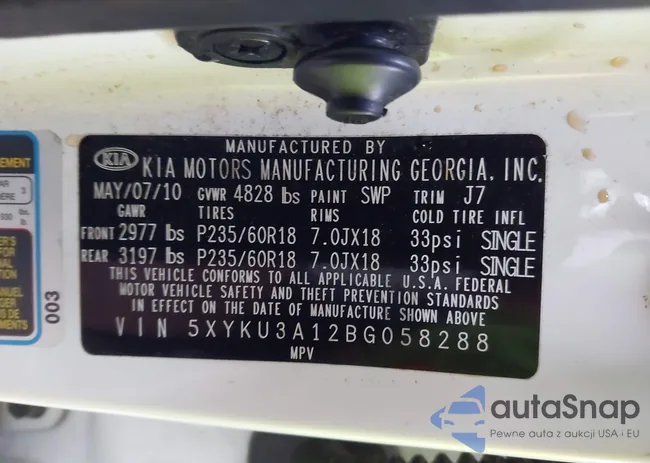 MANUFACTURED BY
KIA KIA MOTORS MANUFACTURING GEORGIA, INC.
MAY/07/10 GVWR 4828 lbs PAINT SWP TRIM J7
GAWR TIRES RIMS COLD TIRE INFL
FRONT 2977 lbs P235/60R18 7.0JX18 33psi SINGLE
REAR 3197 lbs P235/60R18 7.0JX18 33psi SINGLE
THIS VEHICLE CONFORMS TO ALL APPLICABLE U.S.A. FEDERAL
MOTOR VEHICLE SAFETY AND THEFT PREVENTION STANDARDS
IN EFFECT ON THE DATE OF MANUFACTURE SHOWN ABOVE
VIN 5XYKU3A12BG058288
MPV
003
autaSnap
Pewne auta z aukcji USA i EU